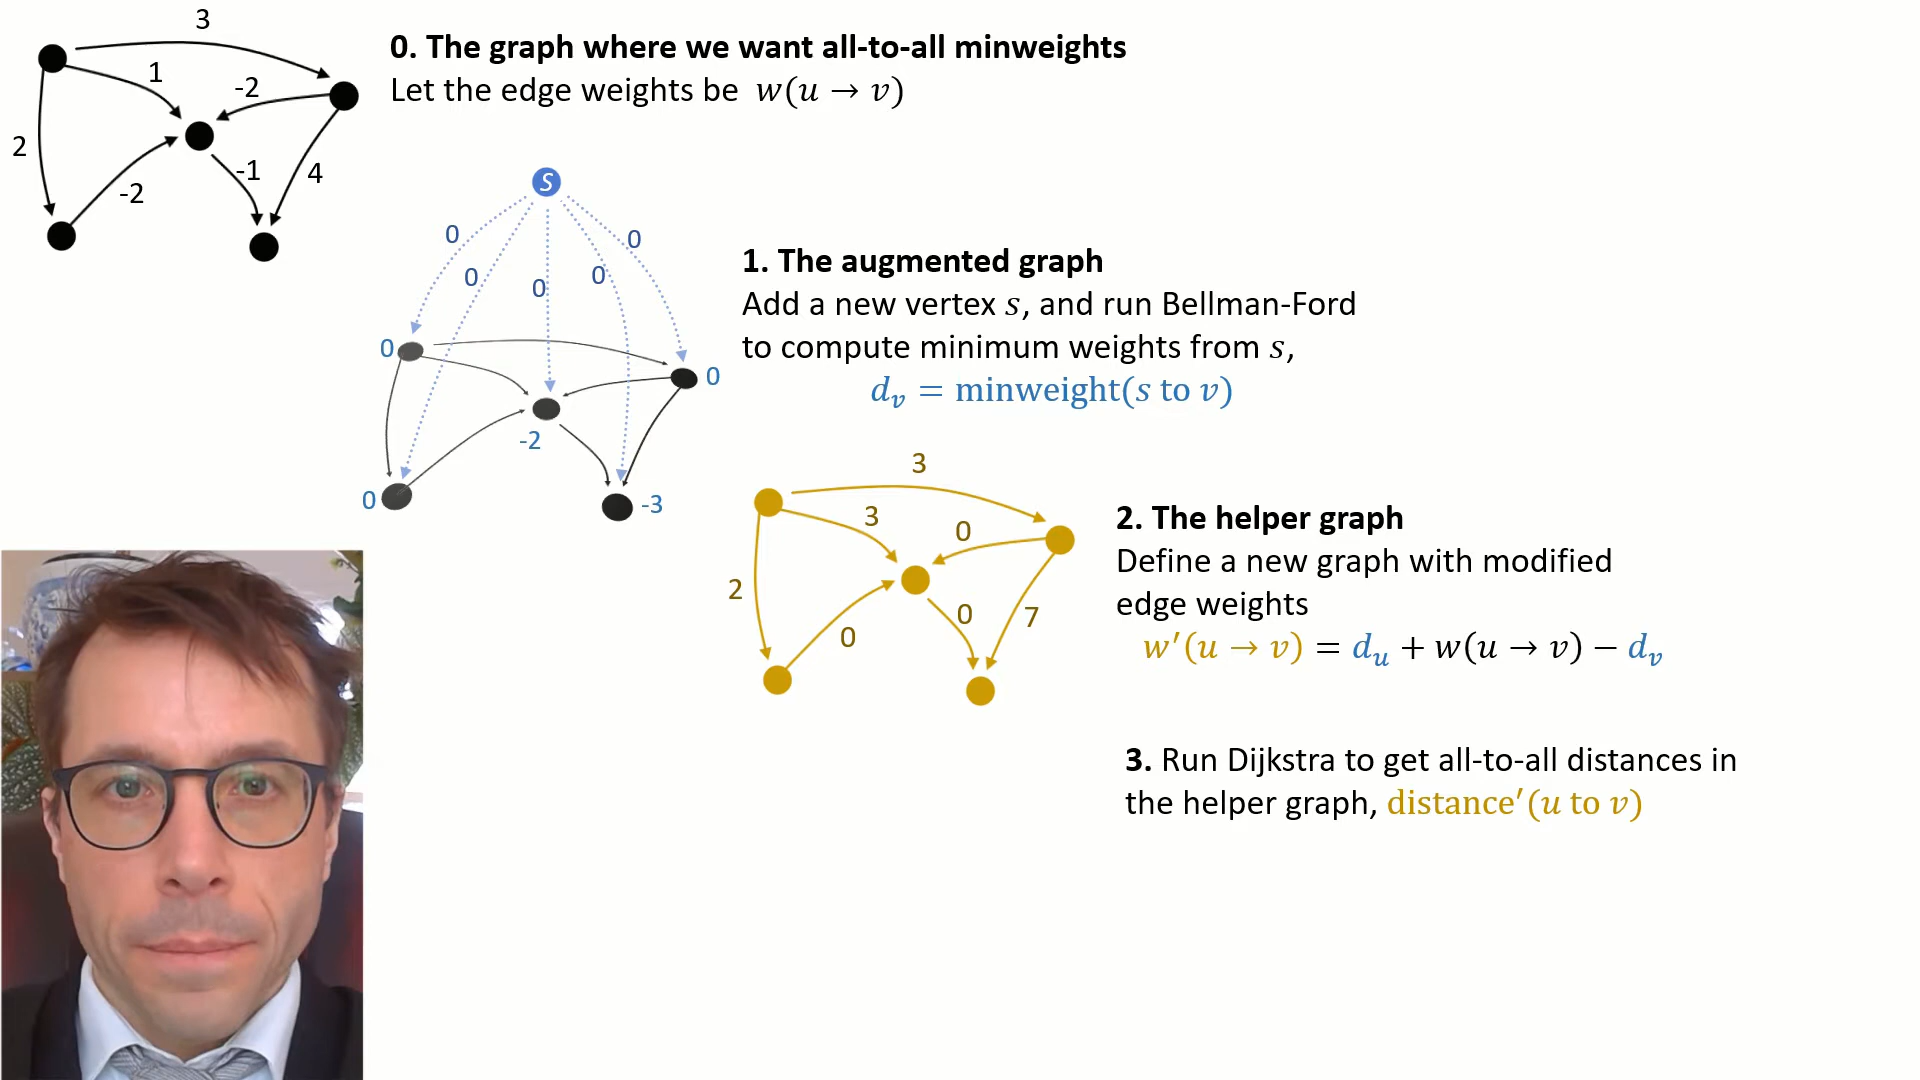 3
1
-2
2
-2
-1
4
0. The graph where we want all-to-all minweights
Let the edge weights be w(u → v)
s
0
0
0
0
0
0
0
-2
0
-3
1. The augmented graph
Add a new vertex s, and run Bellman-Ford
to compute minimum weights from s,
d_v = minweight(s to v)
3
3
0
2
0
0
7
2. The helper graph
Define a new graph with modified
edge weights
w′(u → v) = d_u + w(u → v) − d_v
3. Run Dijkstra to get all-to-all distances in
the helper graph, distance′(u to v)